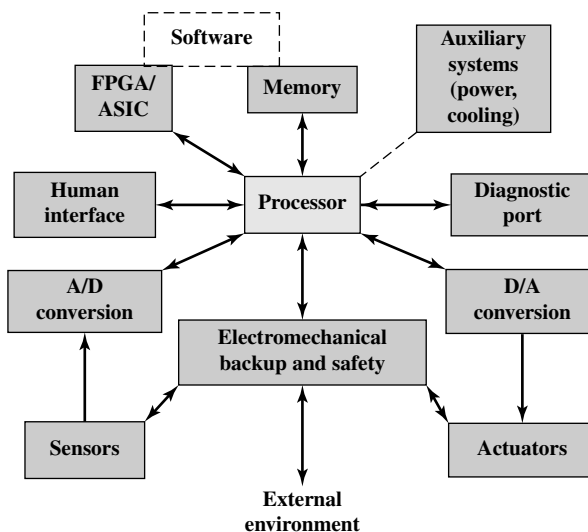 Software
Auxiliary
systems
(power,
cooling)
FPGA/
ASIC
Memory
Human
interface
Processor
Diagnostic
port
A/D
conversion
D/A
conversion
Electromechanical
backup and safety
Sensors
Actuators
External
environment